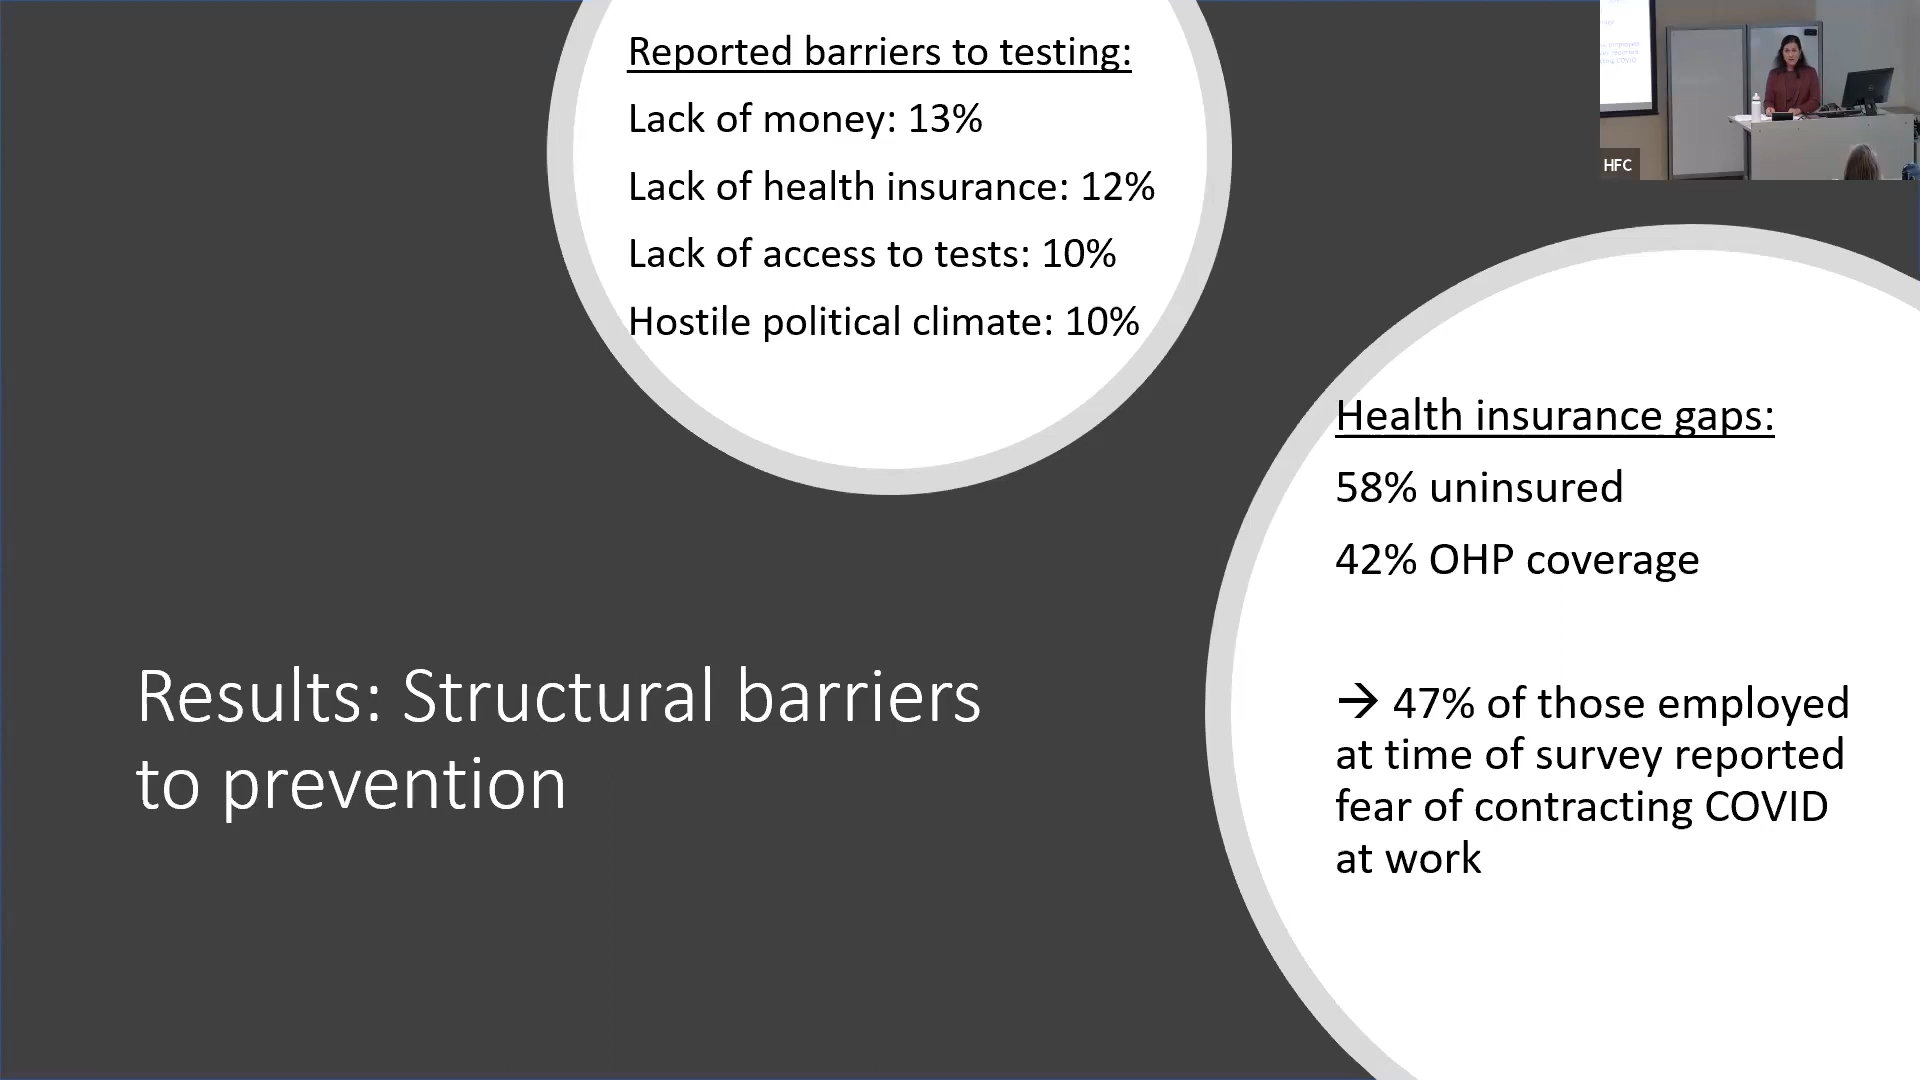 Reported barriers to testing:
Lack of money: 13%
Lack of health insurance: 12%
Lack of access to tests: 10%
Hostile political climate: 10%
HFC
Health insurance gaps:
58% uninsured
42% OHP coverage
→ 47% of those employed
at time of survey reported
fear of contracting COVID
at work
Results: Structural barriers
to prevention